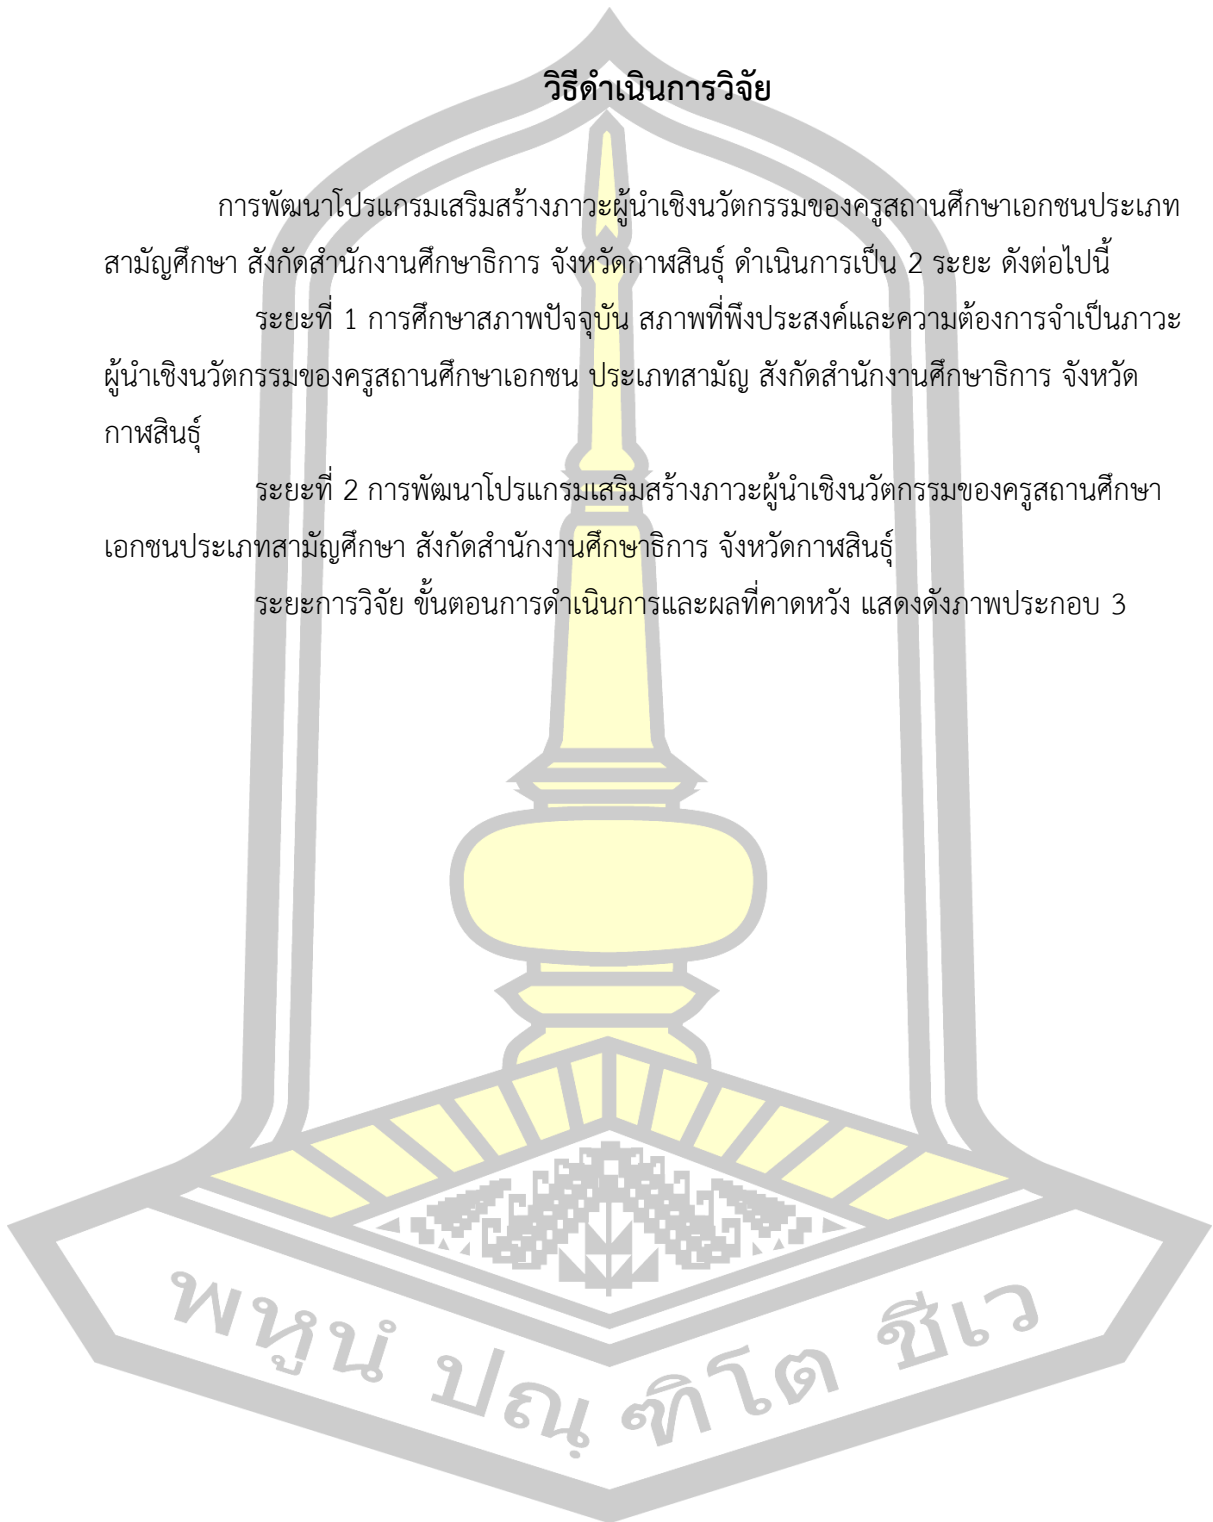 วิธีดำเนินการวิจัย
การพัฒนาโปรแกรมเสริมสร้างภาวะผู้นำเชิงนวัตกรรมของครูสถานศึกษาเอกชนประเภท
สามัญศึกษา สังกัดสำนักงานศึกษาธิการ จังหวัดกาฬสินธุ์ ดำเนินการเป็น 2 ระยะ ดังต่อไปนี้
ระยะที่ 1 การศึกษาสภาพปัจจุบัน สภาพที่พึงประสงค์และความต้องการจำเป็นภาวะ
ผู้นำเชิงนวัตกรรมของครูสถานศึกษาเอกชน ประเภทสามัญ สังกัดสำนักงานศึกษาธิการ จังหวัด
กาฬสินธุ์
ระยะที่ 2 การพัฒนาโปรแกรมเสริมสร้างภาวะผู้นำเชิงนวัตกรรมของครูสถานศึกษา
เอกชนประเภทสามัญศึกษา สังกัดสำนักงานศึกษาธิการ จังหวัดกาฬสินธุ์
ระยะการวิจัย ขั้นตอนการดำเนินการและผลที่คาดหวัง แสดงดังภาพประกอบ 3
พหูนํ ปณฺ ฑิโต ชีเว